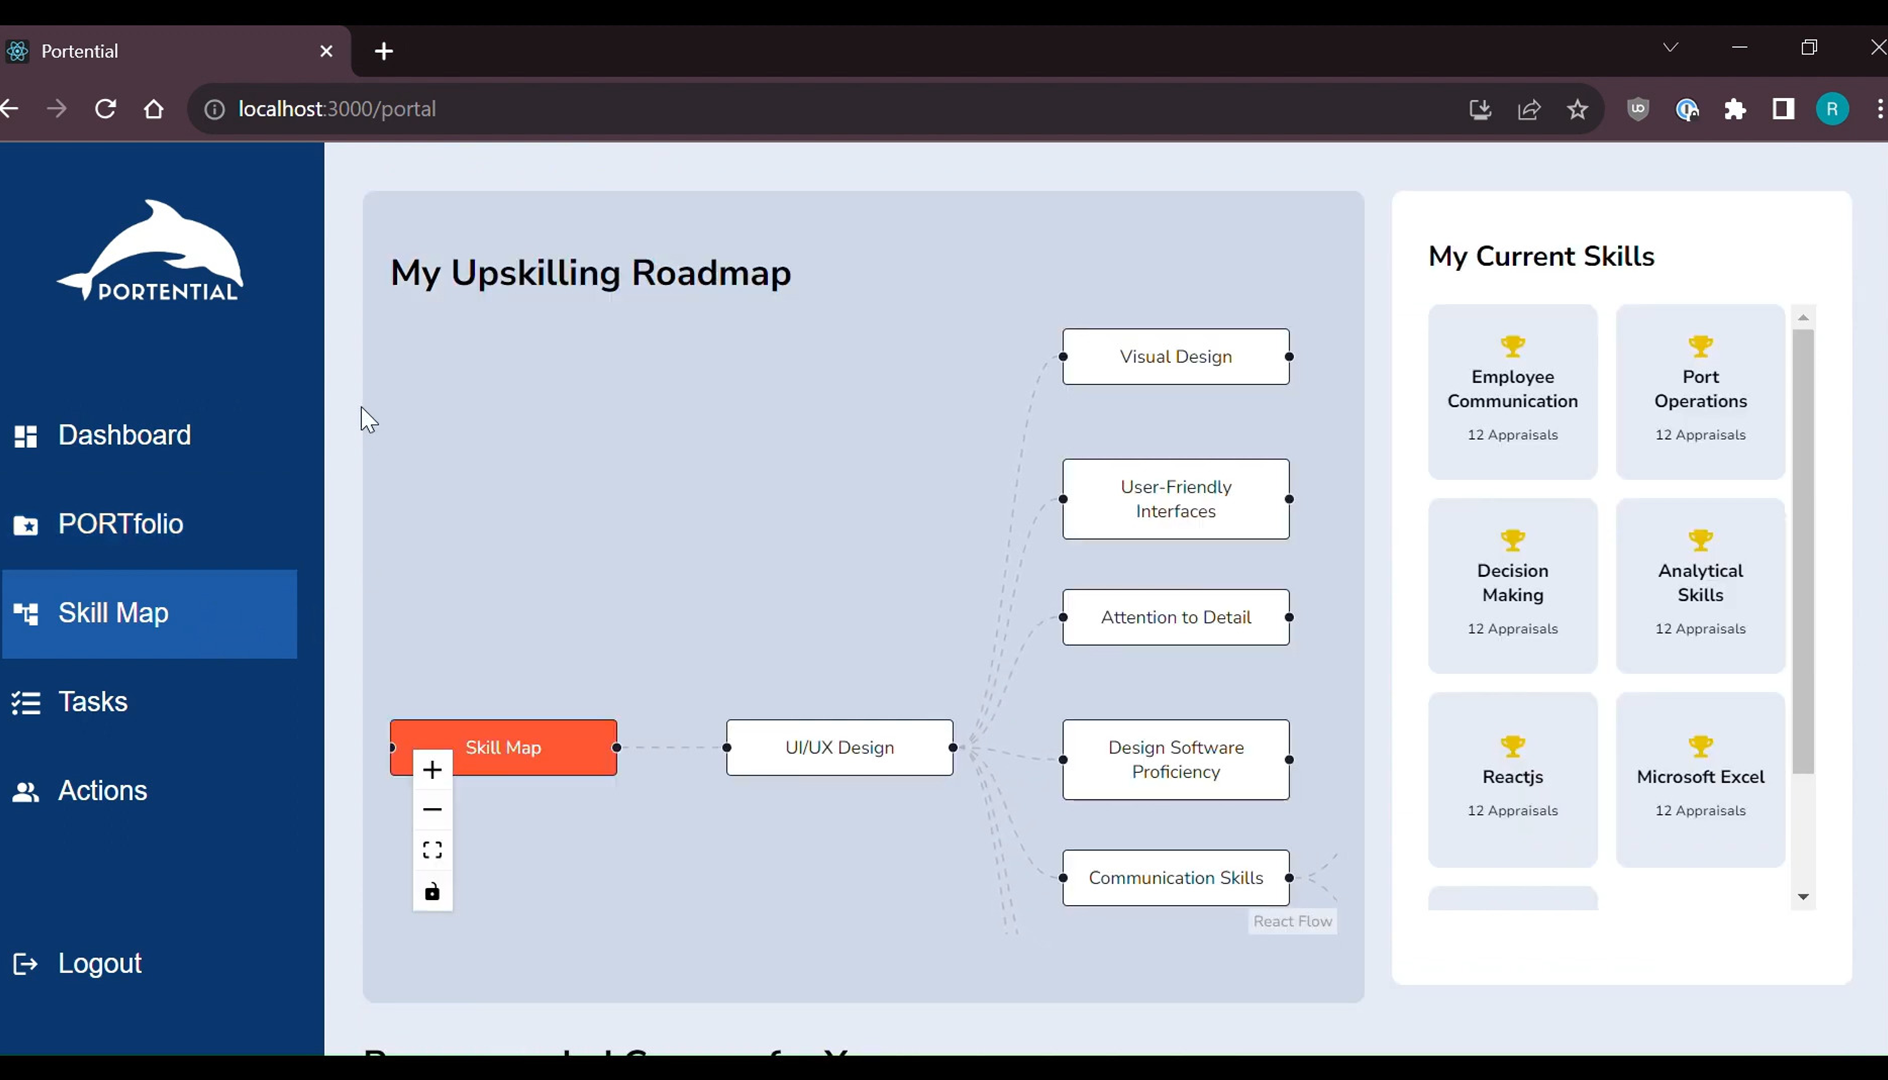 Portential
localhost:3000/portal
R
PORTENTIAL
Dashboard
PORTfolio
Skill Map
Tasks
Actions
Logout
My Upskilling Roadmap
Visual Design
User-Friendly
Interfaces
Attention to Detail
Skill Map
UI/UX Design
Design Software
Proficiency
Communication Skills
React Flow
My Current Skills
Employee
Communication
12 Appraisals
Port
Operations
12 Appraisals
Decision
Making
12 Appraisals
Analytical
Skills
12 Appraisals
Reactjs
12 Appraisals
Microsoft Excel
12 Appraisals